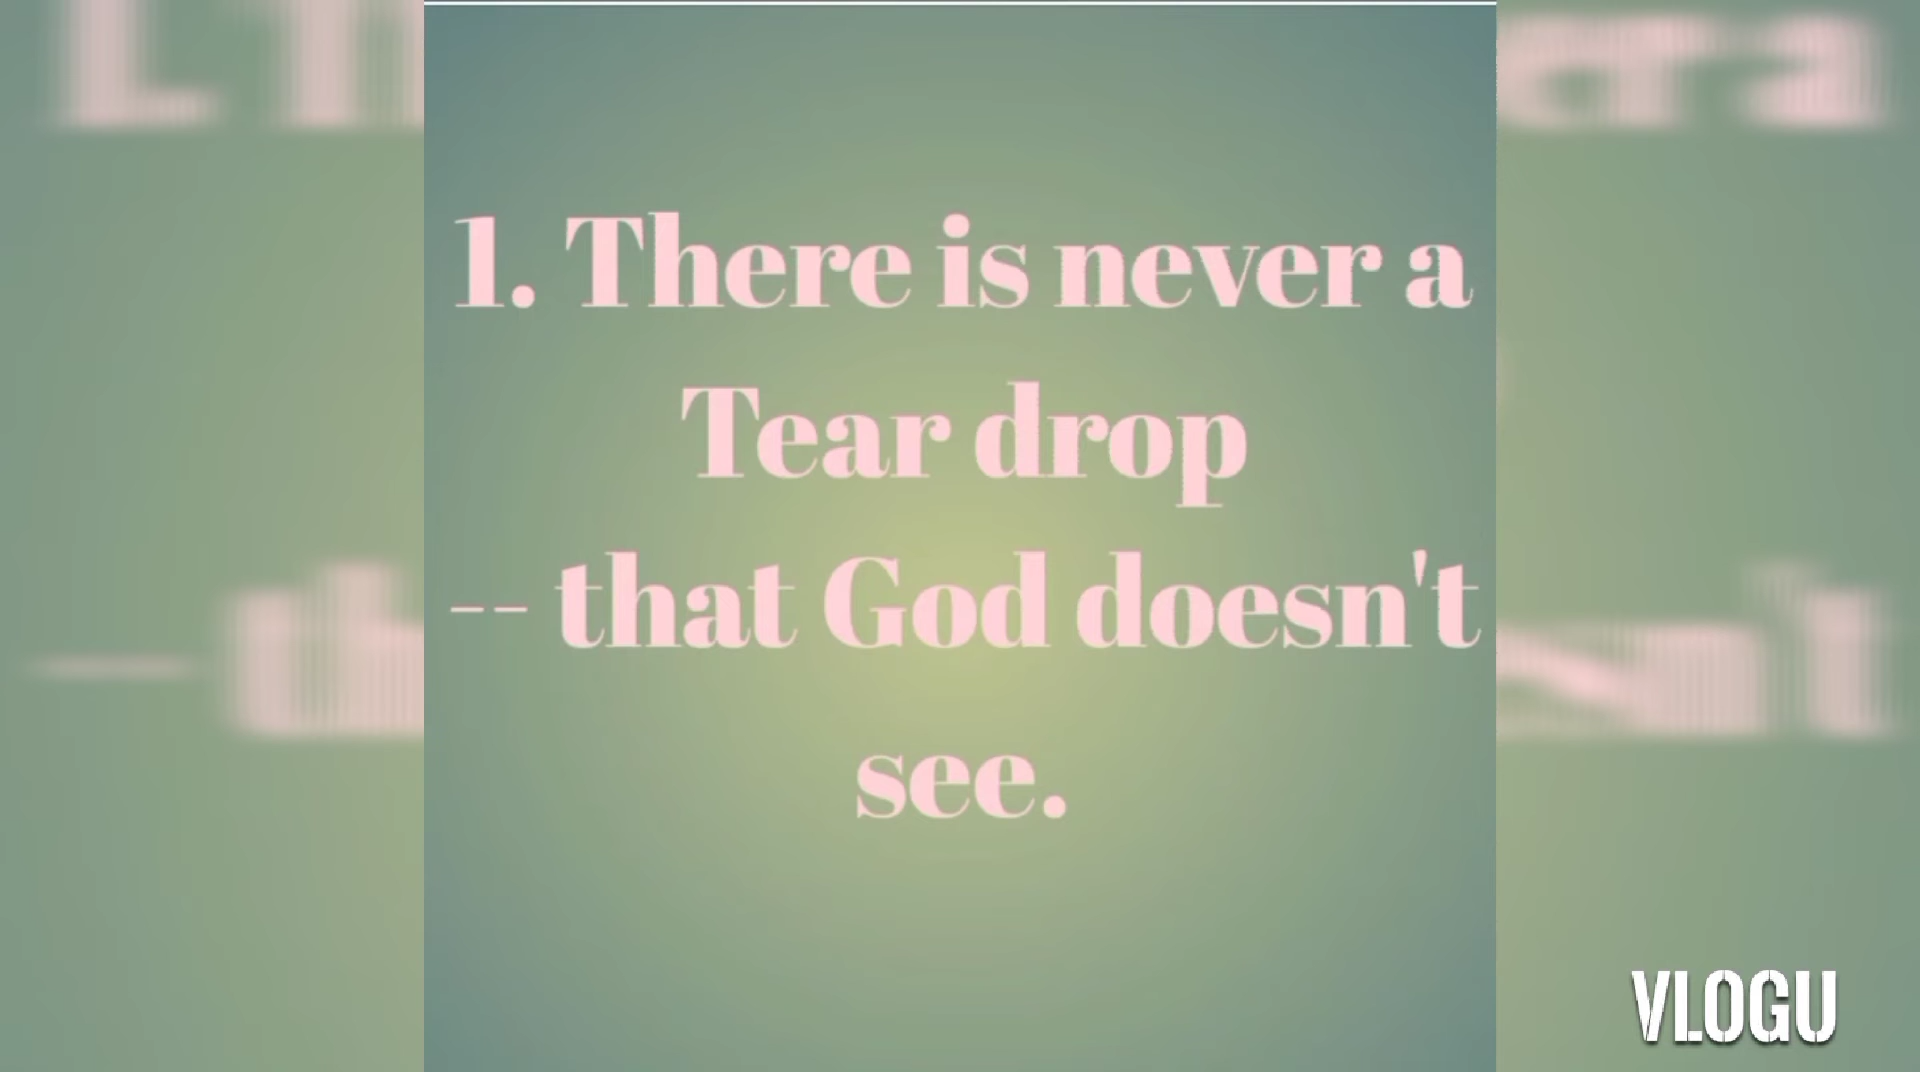 1. There is never a
Tear drop
-- that God doesn't
see.
VLOGU